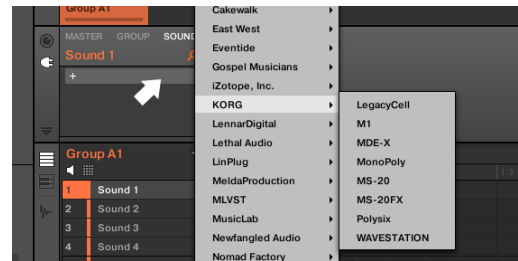 Group A1
MASTER GROUP SOUND
Sound 1
+
Group A1
1 Sound 1
2 Sound 2
3 Sound 3
4 Sound 4
Cakewalk
East West
Eventide
Gospel Musicians
iZotope, Inc.
KORG
LennarDigital
Lethal Audio
LinPlug
MeldaProduction
MLVST
MusicLab
Newfangled Audio
Nomad Factory
LegacyCell
M1
MDE-X
MonoPoly
MS-20
MS-20FX
Polysix
WAVESTATION
1.3